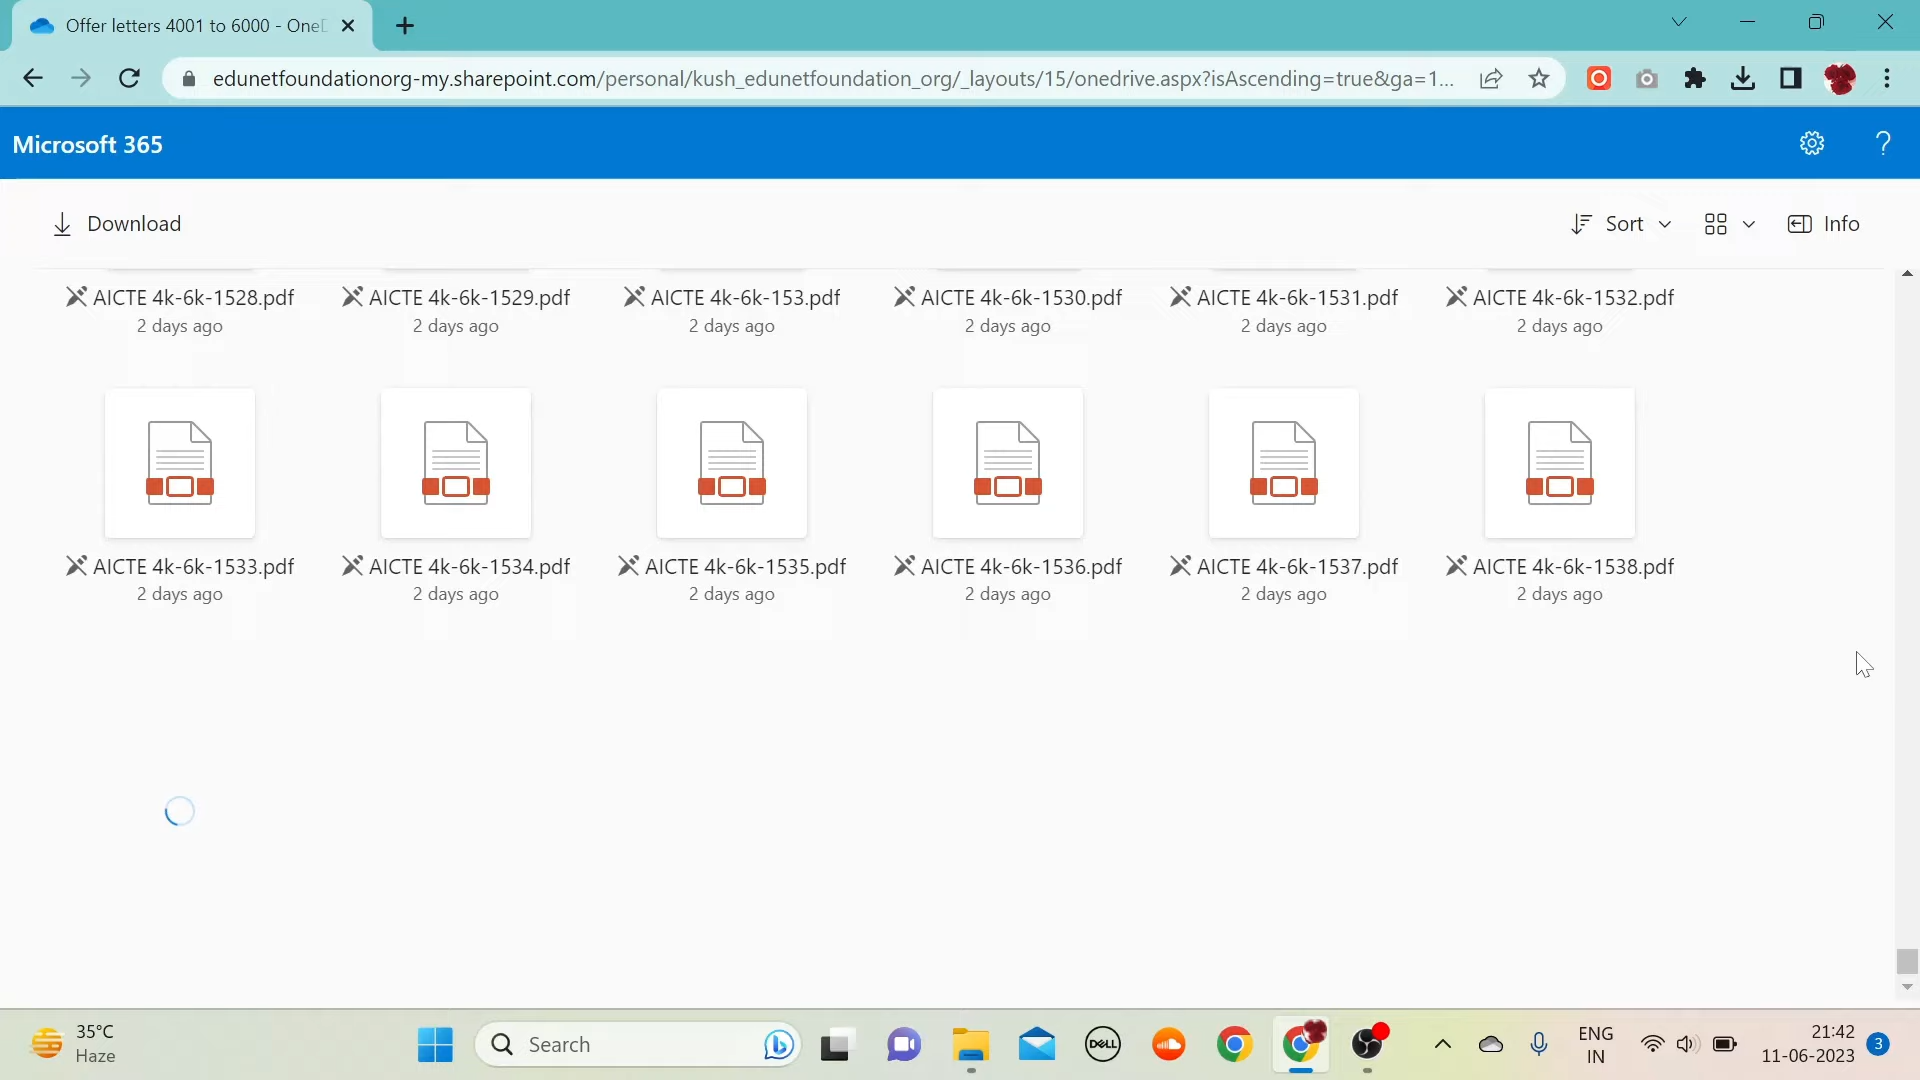 Offer letters 4001 to 6000 - OneD
edunetfoundationorg-my.sharepoint.com/personal/kush_edunetfoundation_org/_layouts/15/onedrive.aspx?isAscending=true&ga=1...
Microsoft 365
?
Download
Sort
Info
AICTE 4k-6k-1528.pdf AICTE 4k-6k-1529.pdf AICTE 4k-6k-153.pdf AICTE 4k-6k-1530.pdf AICTE 4k-6k-1531.pdf AICTE 4k-6k-1532.pdf
2 days ago 2 days ago 2 days ago 2 days ago 2 days ago 2 days ago
AICTE 4k-6k-1533.pdf AICTE 4k-6k-1534.pdf AICTE 4k-6k-1535.pdf AICTE 4k-6k-1536.pdf AICTE 4k-6k-1537.pdf AICTE 4k-6k-1538.pdf
2 days ago 2 days ago 2 days ago 2 days ago 2 days ago 2 days ago
35°C
Haze
Search
DELL
ENG
IN
21:42
11-06-2023
3